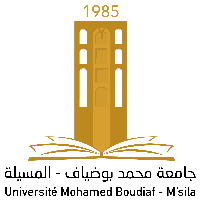 1985
جامعة محمد بوضياف - المسيلة
Université Mohamed Boudiaf - M'sila